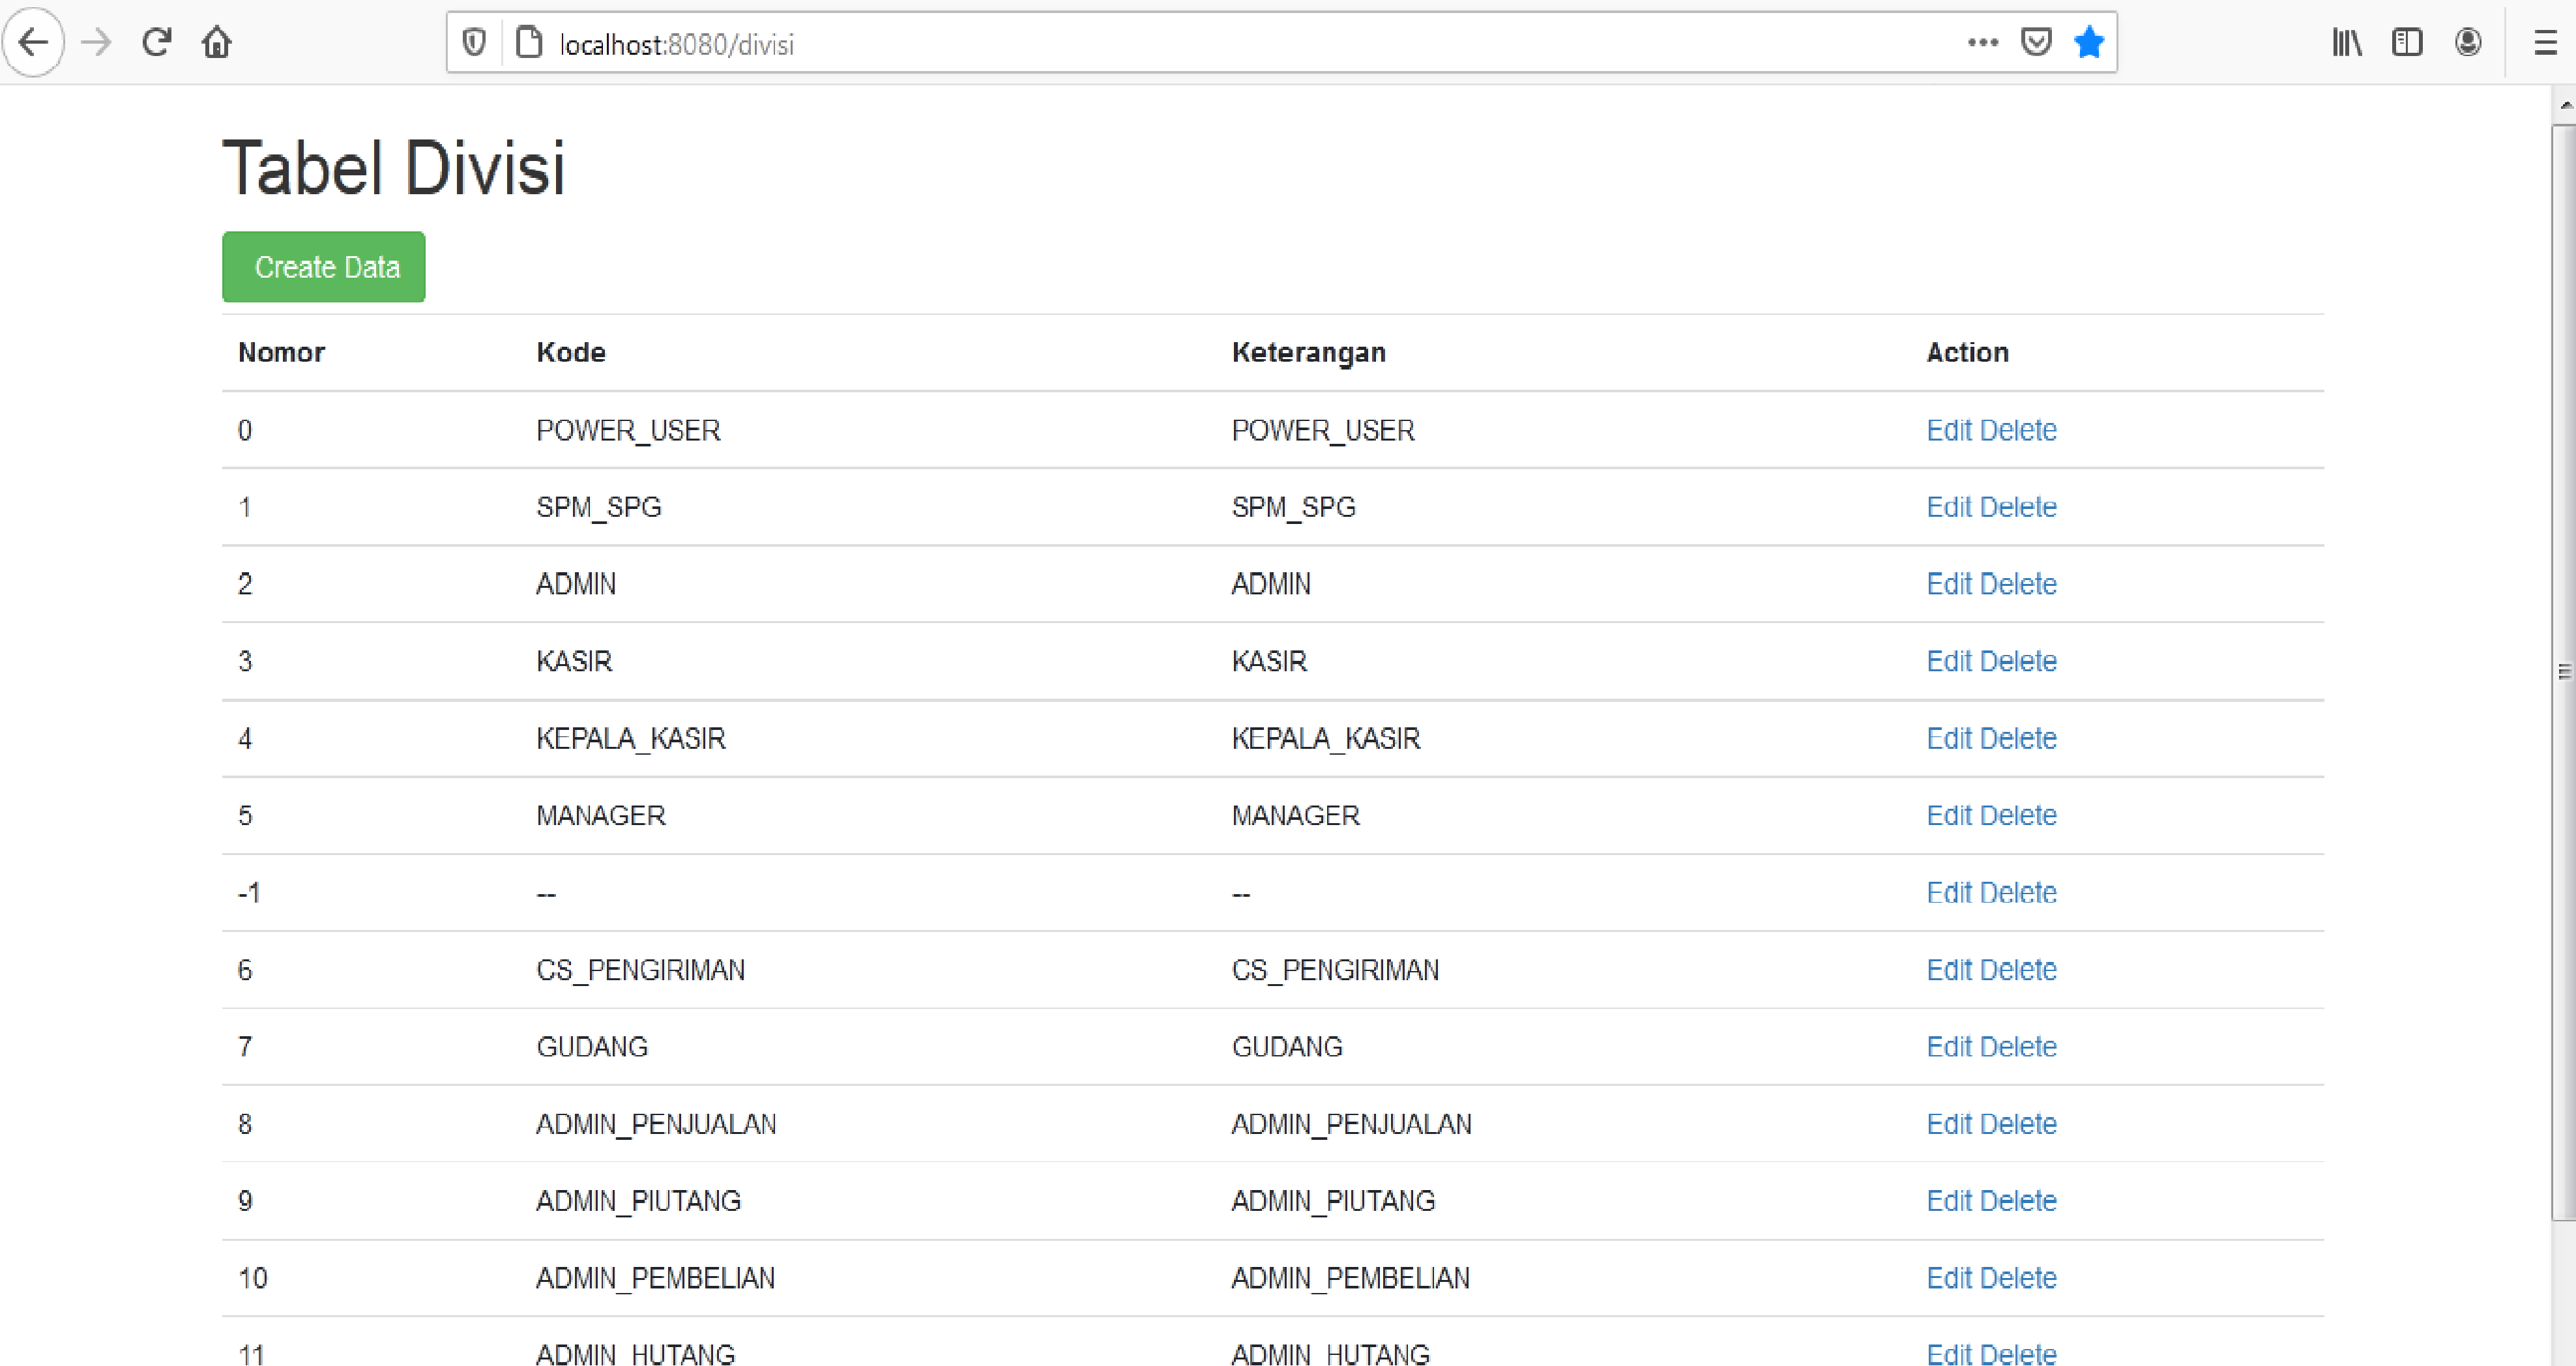 localhost:8080/divisi
Tabel Divisi
Create Data
Nomor Kode Keterangan Action
0 POWER_USER POWER_USER Edit Delete
1 SPM_SPG SPM_SPG Edit Delete
2 ADMIN ADMIN Edit Delete
3 KASIR KASIR Edit Delete
4 KEPALA_KASIR KEPALA_KASIR Edit Delete
5 MANAGER MANAGER Edit Delete
-1 -- -- Edit Delete
6 CS_PENGIRIMAN CS_PENGIRIMAN Edit Delete
7 GUDANG GUDANG Edit Delete
8 ADMIN_PENJUALAN ADMIN_PENJUALAN Edit Delete
9 ADMIN_PIUTANG ADMIN_PIUTANG Edit Delete
10 ADMIN_PEMBELIAN ADMIN_PEMBELIAN Edit Delete
11 ADMIN_HUTANG ADMIN_HUTANG Edit Delete